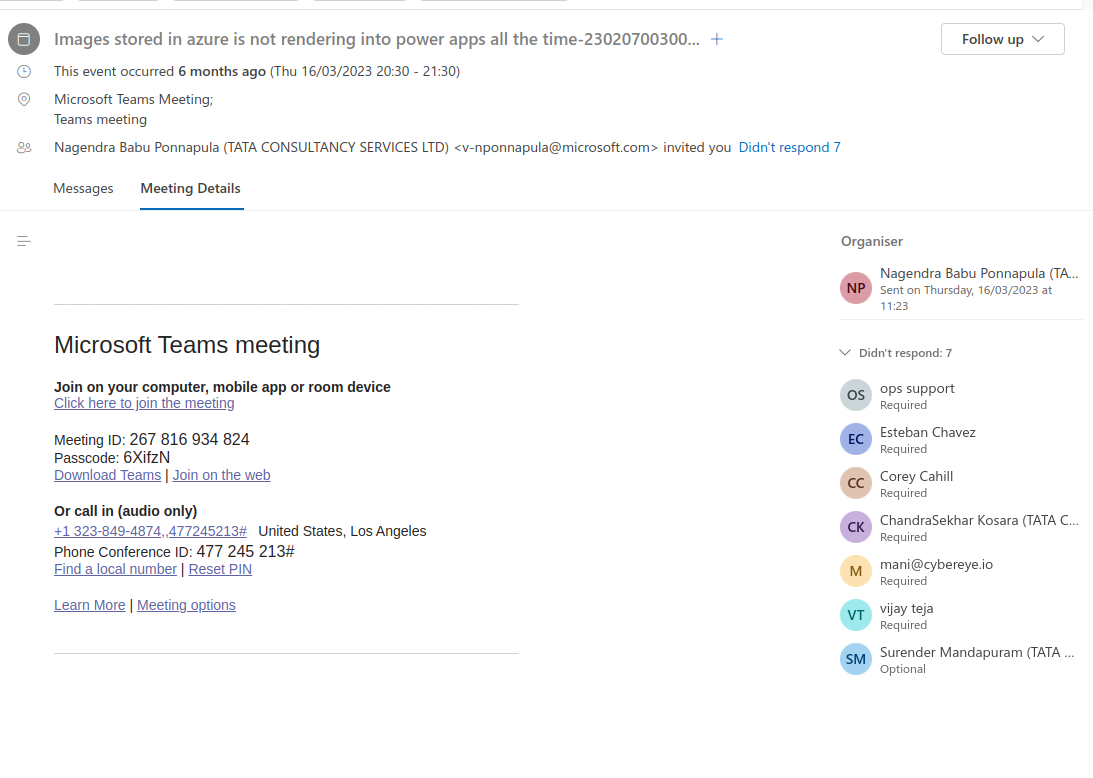 Images stored in azure is not rendering into power apps all the time-23020700300...
Follow up
This event occurred 6 months ago (Thu 16/03/2023 20:30 - 21:30)
Microsoft Teams Meeting;
Teams meeting
Nagendra Babu Ponnapula (TATA CONSULTANCY SERVICES LTD) <v-nponnapula@microsoft.com> invited you Didn't respond 7
Messages
Meeting Details
Microsoft Teams meeting
Join on your computer, mobile app or room device
Click here to join the meeting
Meeting ID: 267 816 934 824
Passcode: 6XifzN
Download Teams | Join on the web
Or call in (audio only)
+1 323-849-4874,,477245213# United States, Los Angeles
Phone Conference ID: 477 245 213#
Find a local number | Reset PIN
Learn More | Meeting options
Organiser
NP
Nagendra Babu Ponnapula (TA...
Sent on Thursday, 16/03/2023 at
11:23
Didn't respond: 7
OS
ops support
Required
EC
Esteban Chavez
Required
CC
Corey Cahill
Required
CK
ChandraSekhar Kosara (TATA C...
Required
M
mani@cybereye.io
Required
VT
vijay teja
Required
SM
Surender Mandapuram (TATA ...
Optional